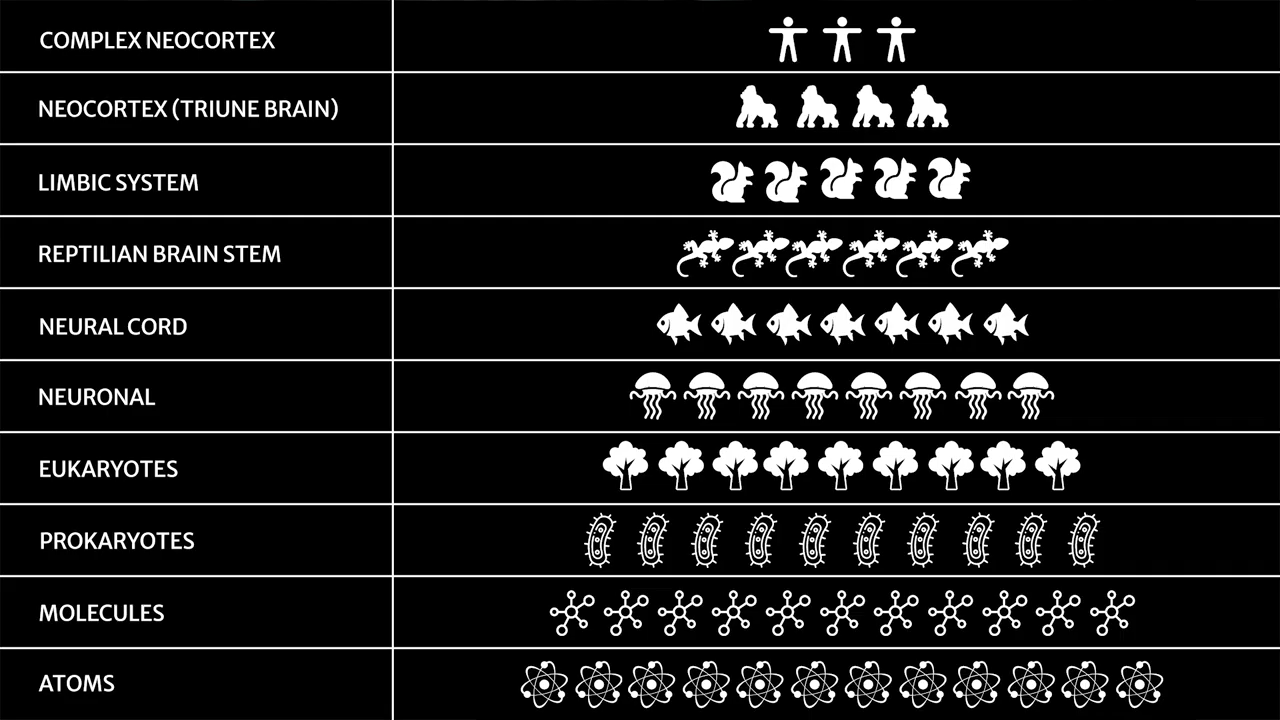 COMPLEX NEOCORTEX
NEOCORTEX (TRIUNE BRAIN)
LIMBIC SYSTEM
REPTILIAN BRAIN STEM
NEURAL CORD
NEURONAL
EUKARYOTES
PROKARYOTES
MOLECULES
ATOMS